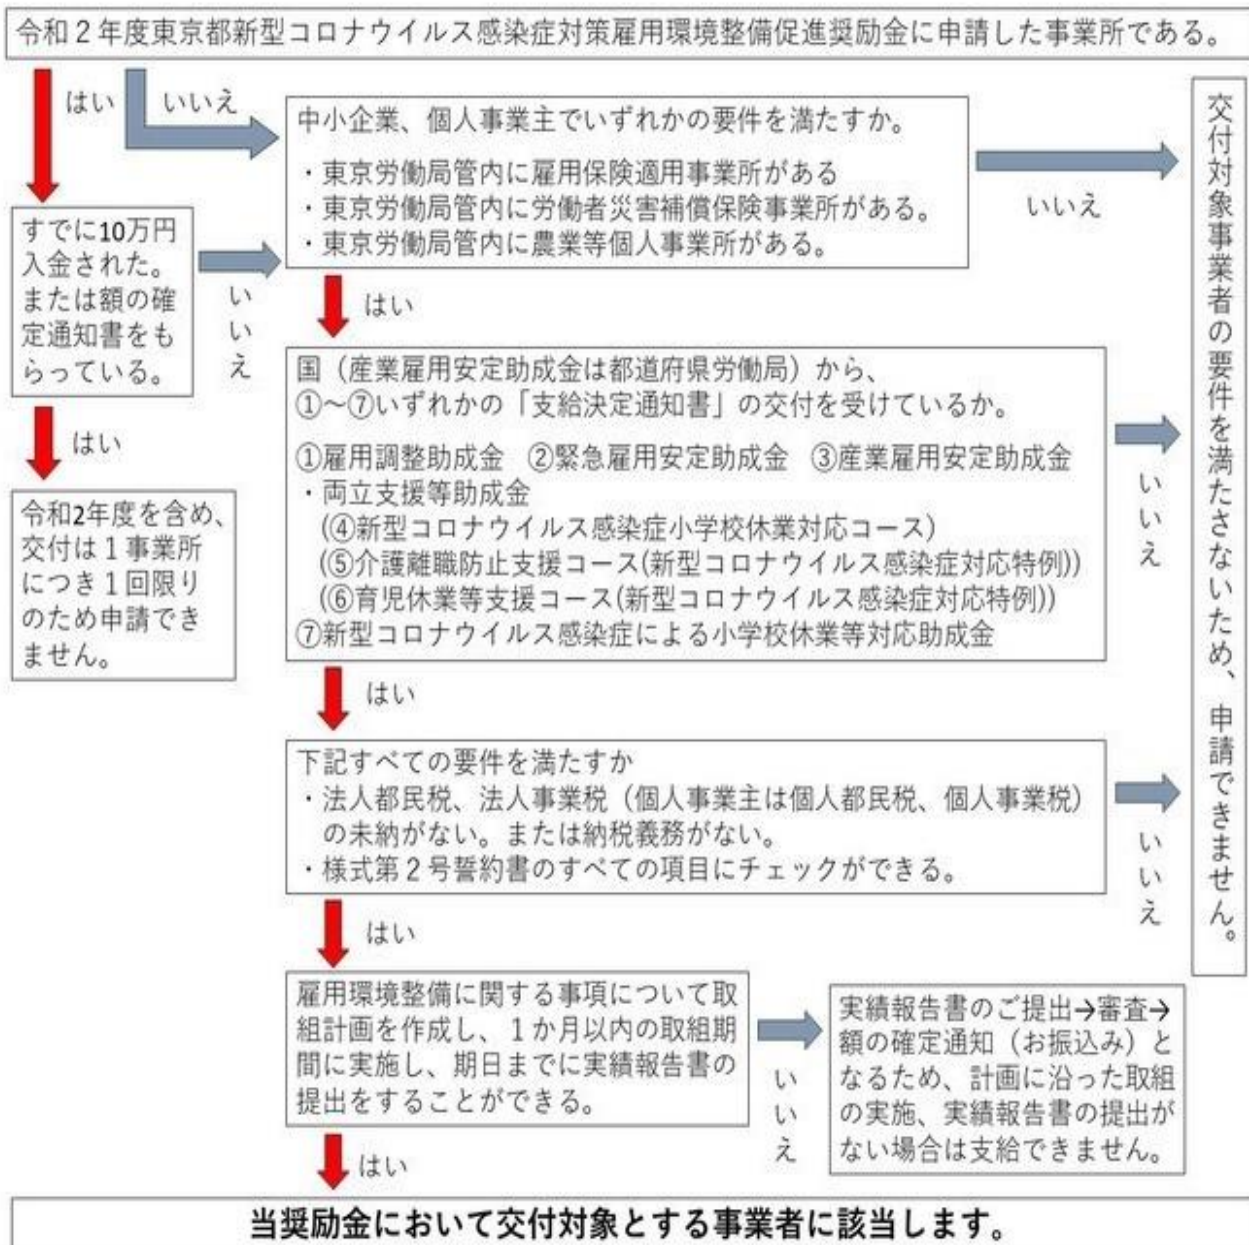 令和２年度東京都新型コロナウイルス感染症対策雇用環境整備促進奨励金に申請した事業所である。
はい
いいえ
すでに10万円
入金された。
または額の確
定通知書をも
らっている。
いいえ
はい
令和2年度を含め、
交付は１事業所
につき１回限り
のため申請でき
ません。
中小企業、個人事業主でいずれかの要件を満たすか。
・東京労働局管内に雇用保険適用事業所がある
・東京労働局管内に労働者災害補償保険事業所がある。
・東京労働局管内に農業等個人事業所がある。
いいえ
はい
国（産業雇用安定助成金は都道府県労働局）から、
①～⑦いずれかの「支給決定通知書」の交付を受けているか。
①雇用調整助成金　②緊急雇用安定助成金　③産業雇用安定助成金
・両立支援等助成金
(④新型コロナウイルス感染症小学校休業対応コース)
(⑤介護離職防止支援コース(新型コロナウイルス感染症対応特例))
(⑥育児休業等支援コース(新型コロナウイルス感染症対応特例))
⑦新型コロナウイルス感染症による小学校休業等対応助成金
いいえ
はい
下記すべての要件を満たすか
・法人都民税、法人事業税（個人事業主は個人都民税、個人事業税）
の未納がない。または納税義務がない。
・様式第２号誓約書のすべての項目にチェックができる。
いいえ
はい
交付対象事業者の要件を満たさないため、申請できません。
雇用環境整備に関する事項について取
組計画を作成し、１か月以内の取組期
間に実施し、期日までに実績報告書の
提出をすることができる。
いいえ
実績報告書のご提出→審査→
額の確定通知（お振込み）と
なるため、計画に沿った取組
の実施、実績報告書の提出が
ない場合は支給できません。
はい
当奨励金において交付対象とする事業者に該当します。